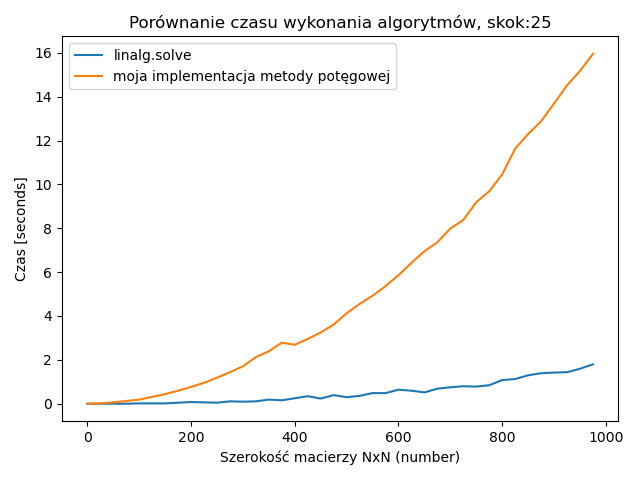 Porównanie czasu wykonania algorytmów, skok:25
linalg.solve
moja implementacja metody potęgowej
Czas [seconds]
16
14
12
10
8
6
4
2
0
0 200 400 600 800 1000
Szerokość macierzy NxN (number)